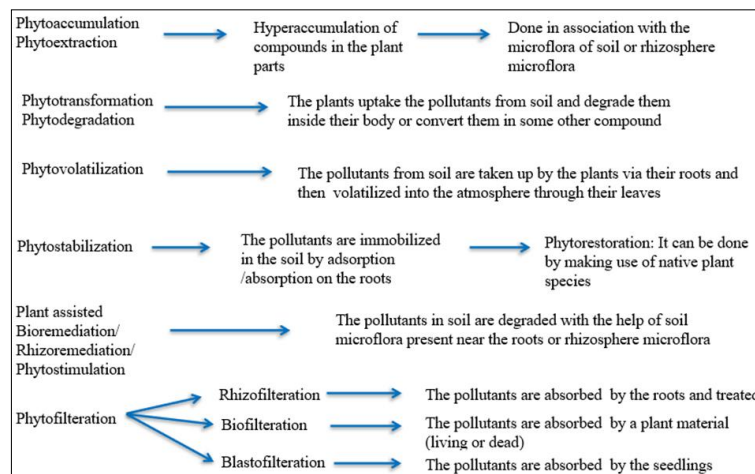 Phytoaccumulation
Phytoextraction
Hyperaccumulation of
compounds in the plant
parts
Done in association with the
microflora of soil or rhizosphere
microflora
Phytotransformation
Phytodegradation
The plants uptake the pollutants from soil and degrade them
inside their body or convert them in some other compound
Phytovolatilization
The pollutants from soil are taken up by the plants via their roots and
then volatilized into the atmosphere through their leaves
Phytostabilization
The pollutants are immobilized
in the soil by adsorption
/absorption on the roots
Phytorestoration: It can be done
by making use of native plant
species
Plant assisted
Bioremediation/
Rhizoremediation/
Phytostimulation
The pollutants in soil are degraded with the help of soil
microflora present near the roots or rhizosphere microflora
Phytofilteration
Rhizofilteration
The pollutants are absorbed by the roots and treated
Biofilteration
The pollutants are absorbed by a plant material
(living or dead)
Blastofilteration
The pollutants are absorbed by the seedlings